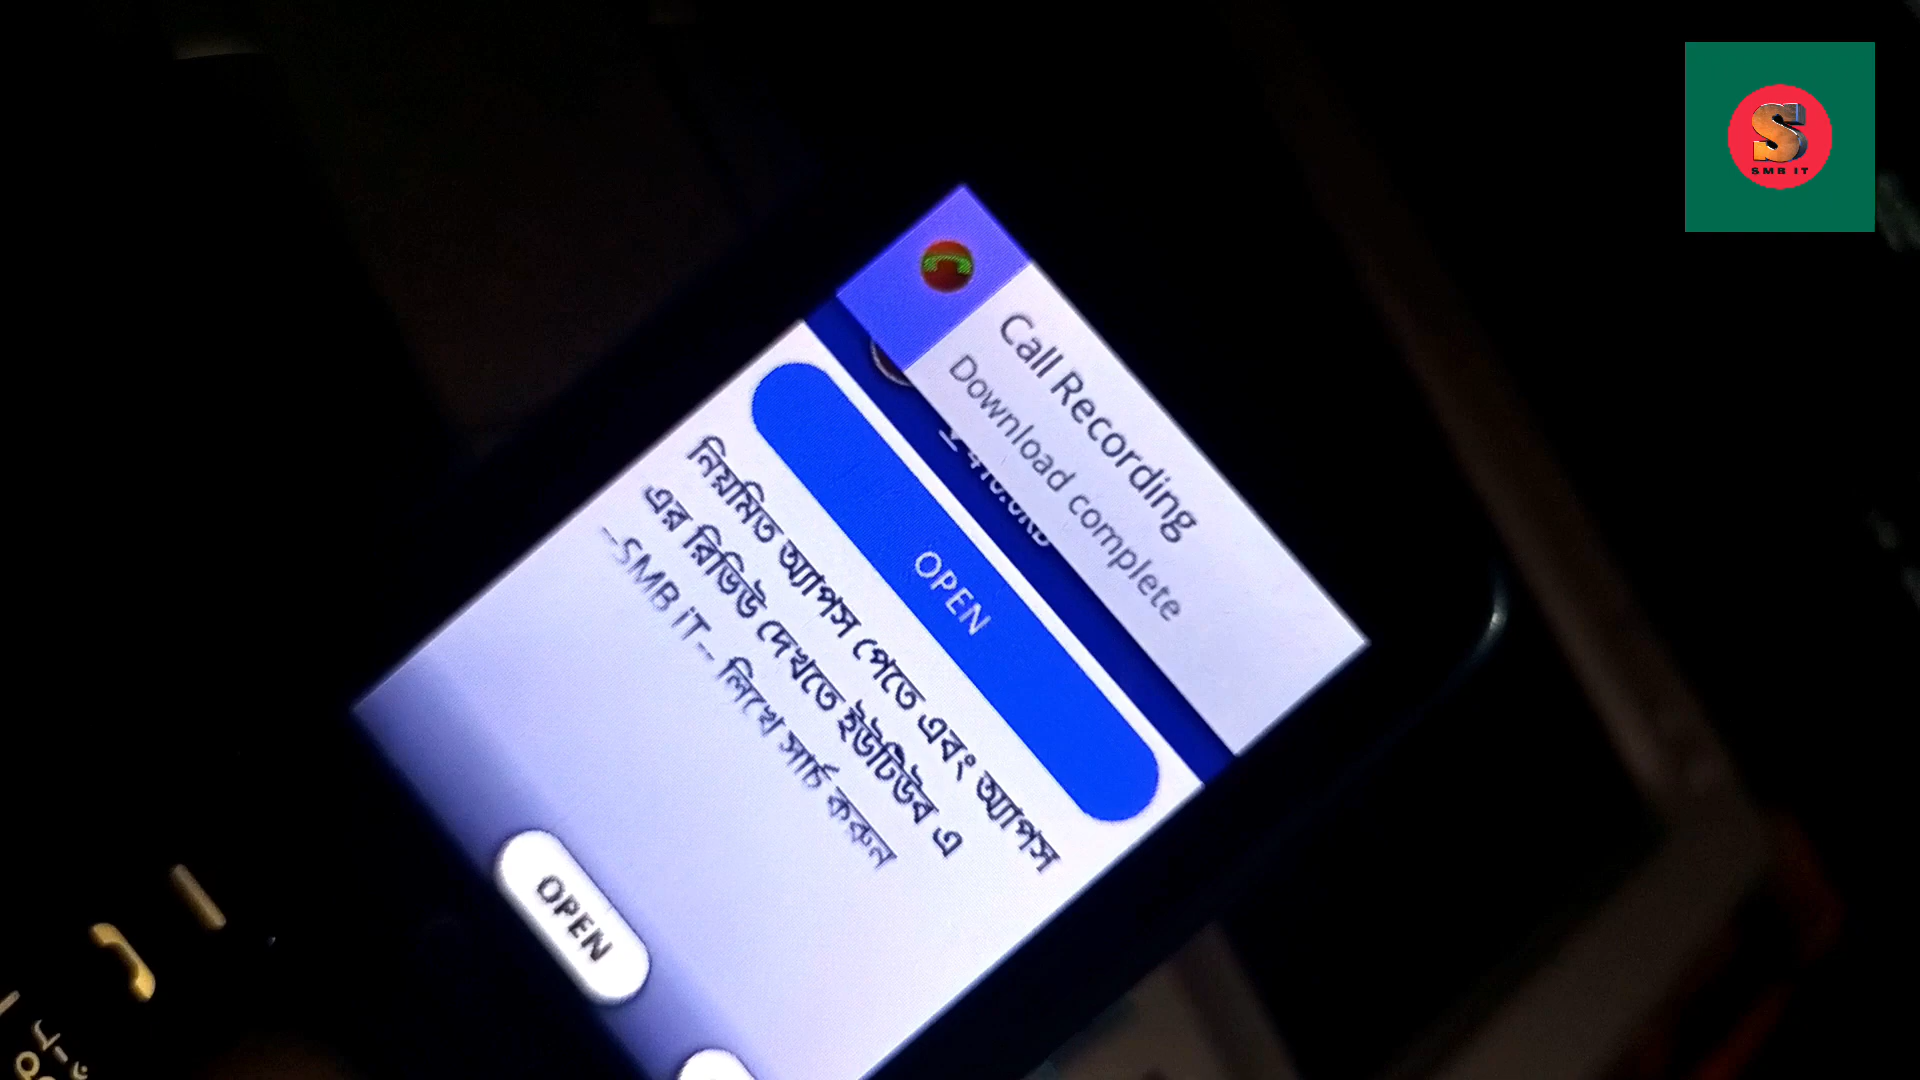 Call Recording
Download complete
OPEN
নিয়মিত অ্যাপস পেতে এবং অ্যাপস
এর রিভিউ দেখতে ইউটিউব এ
--SMB iT-- লিখে সার্চ করুন
OPEN
S
SMB IT